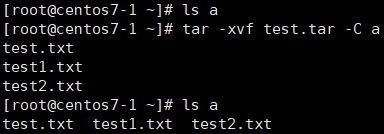 [root@centos7-1 ~]# ls a
[root@centos7-1 ~]# tar -xvf test.tar -C a
test.txt
test1.txt
test2.txt
[root@centos7-1 ~]# ls a
test.txt  test1.txt  test2.txt